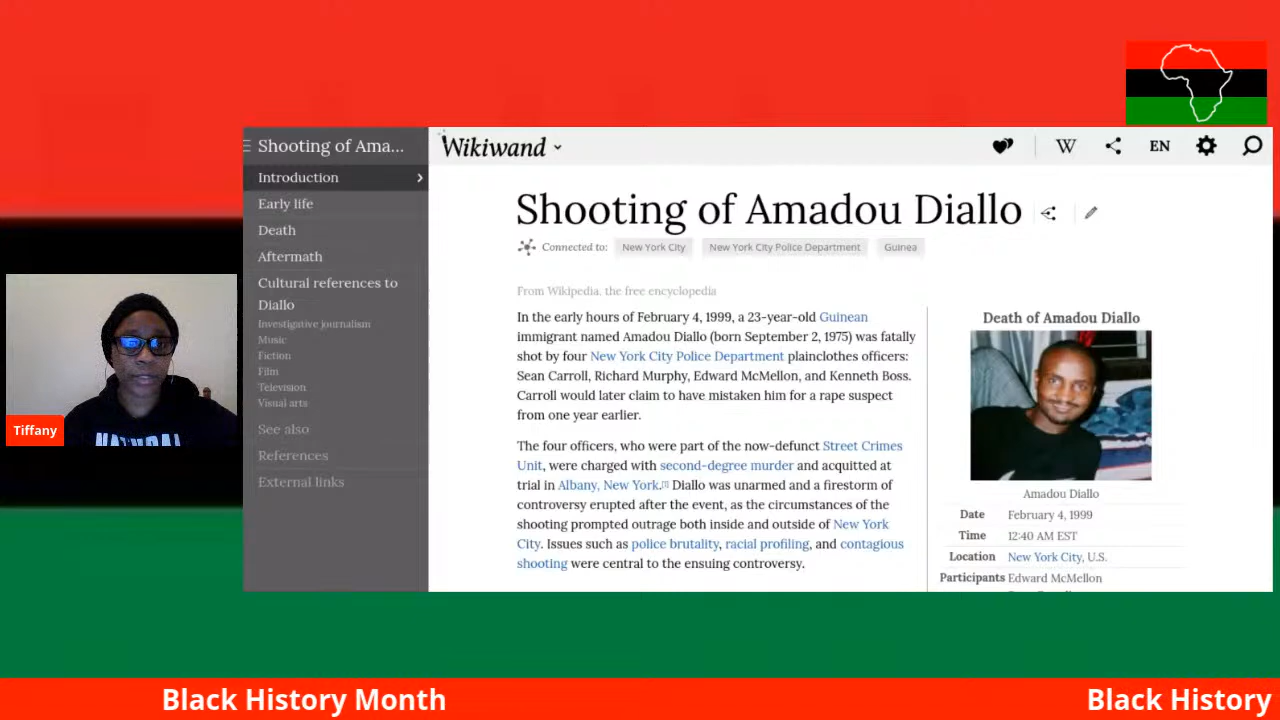 Shooting of Ama...
Introduction
Early life
Death
Aftermath
Cultural references to
Diallo
Investigative journalism
Music
Fiction
Film
Television
Visual arts
See also
References
External links
Wikiwand
W
EN
Shooting of Amadou Diallo
Connected to: New York City New York City Police Department Guinea
From Wikipedia, the free encyclopedia
In the early hours of February 4, 1999, a 23-year-old Guinean
immigrant named Amadou Diallo (born September 2, 1975) was fatally
shot by four New York City Police Department plainclothes officers:
Sean Carroll, Richard Murphy, Edward McMellon, and Kenneth Boss.
Carroll would later claim to have mistaken him for a rape suspect
from one year earlier.
The four officers, who were part of the now-defunct Street Crimes
Unit, were charged with second-degree murder and acquitted at
trial in Albany, New York.[1] Diallo was unarmed and a firestorm of
controversy erupted after the event, as the circumstances of the
shooting prompted outrage both inside and outside of New York
City. Issues such as police brutality, racial profiling, and contagious
shooting were central to the ensuing controversy.
Death of Amadou Diallo
Amadou Diallo
Date February 4, 1999
Time 12:40 AM EST
Location New York City, U.S.
Participants Edward McMellon
NATURAL
Tiffany
Black History Month
Black History